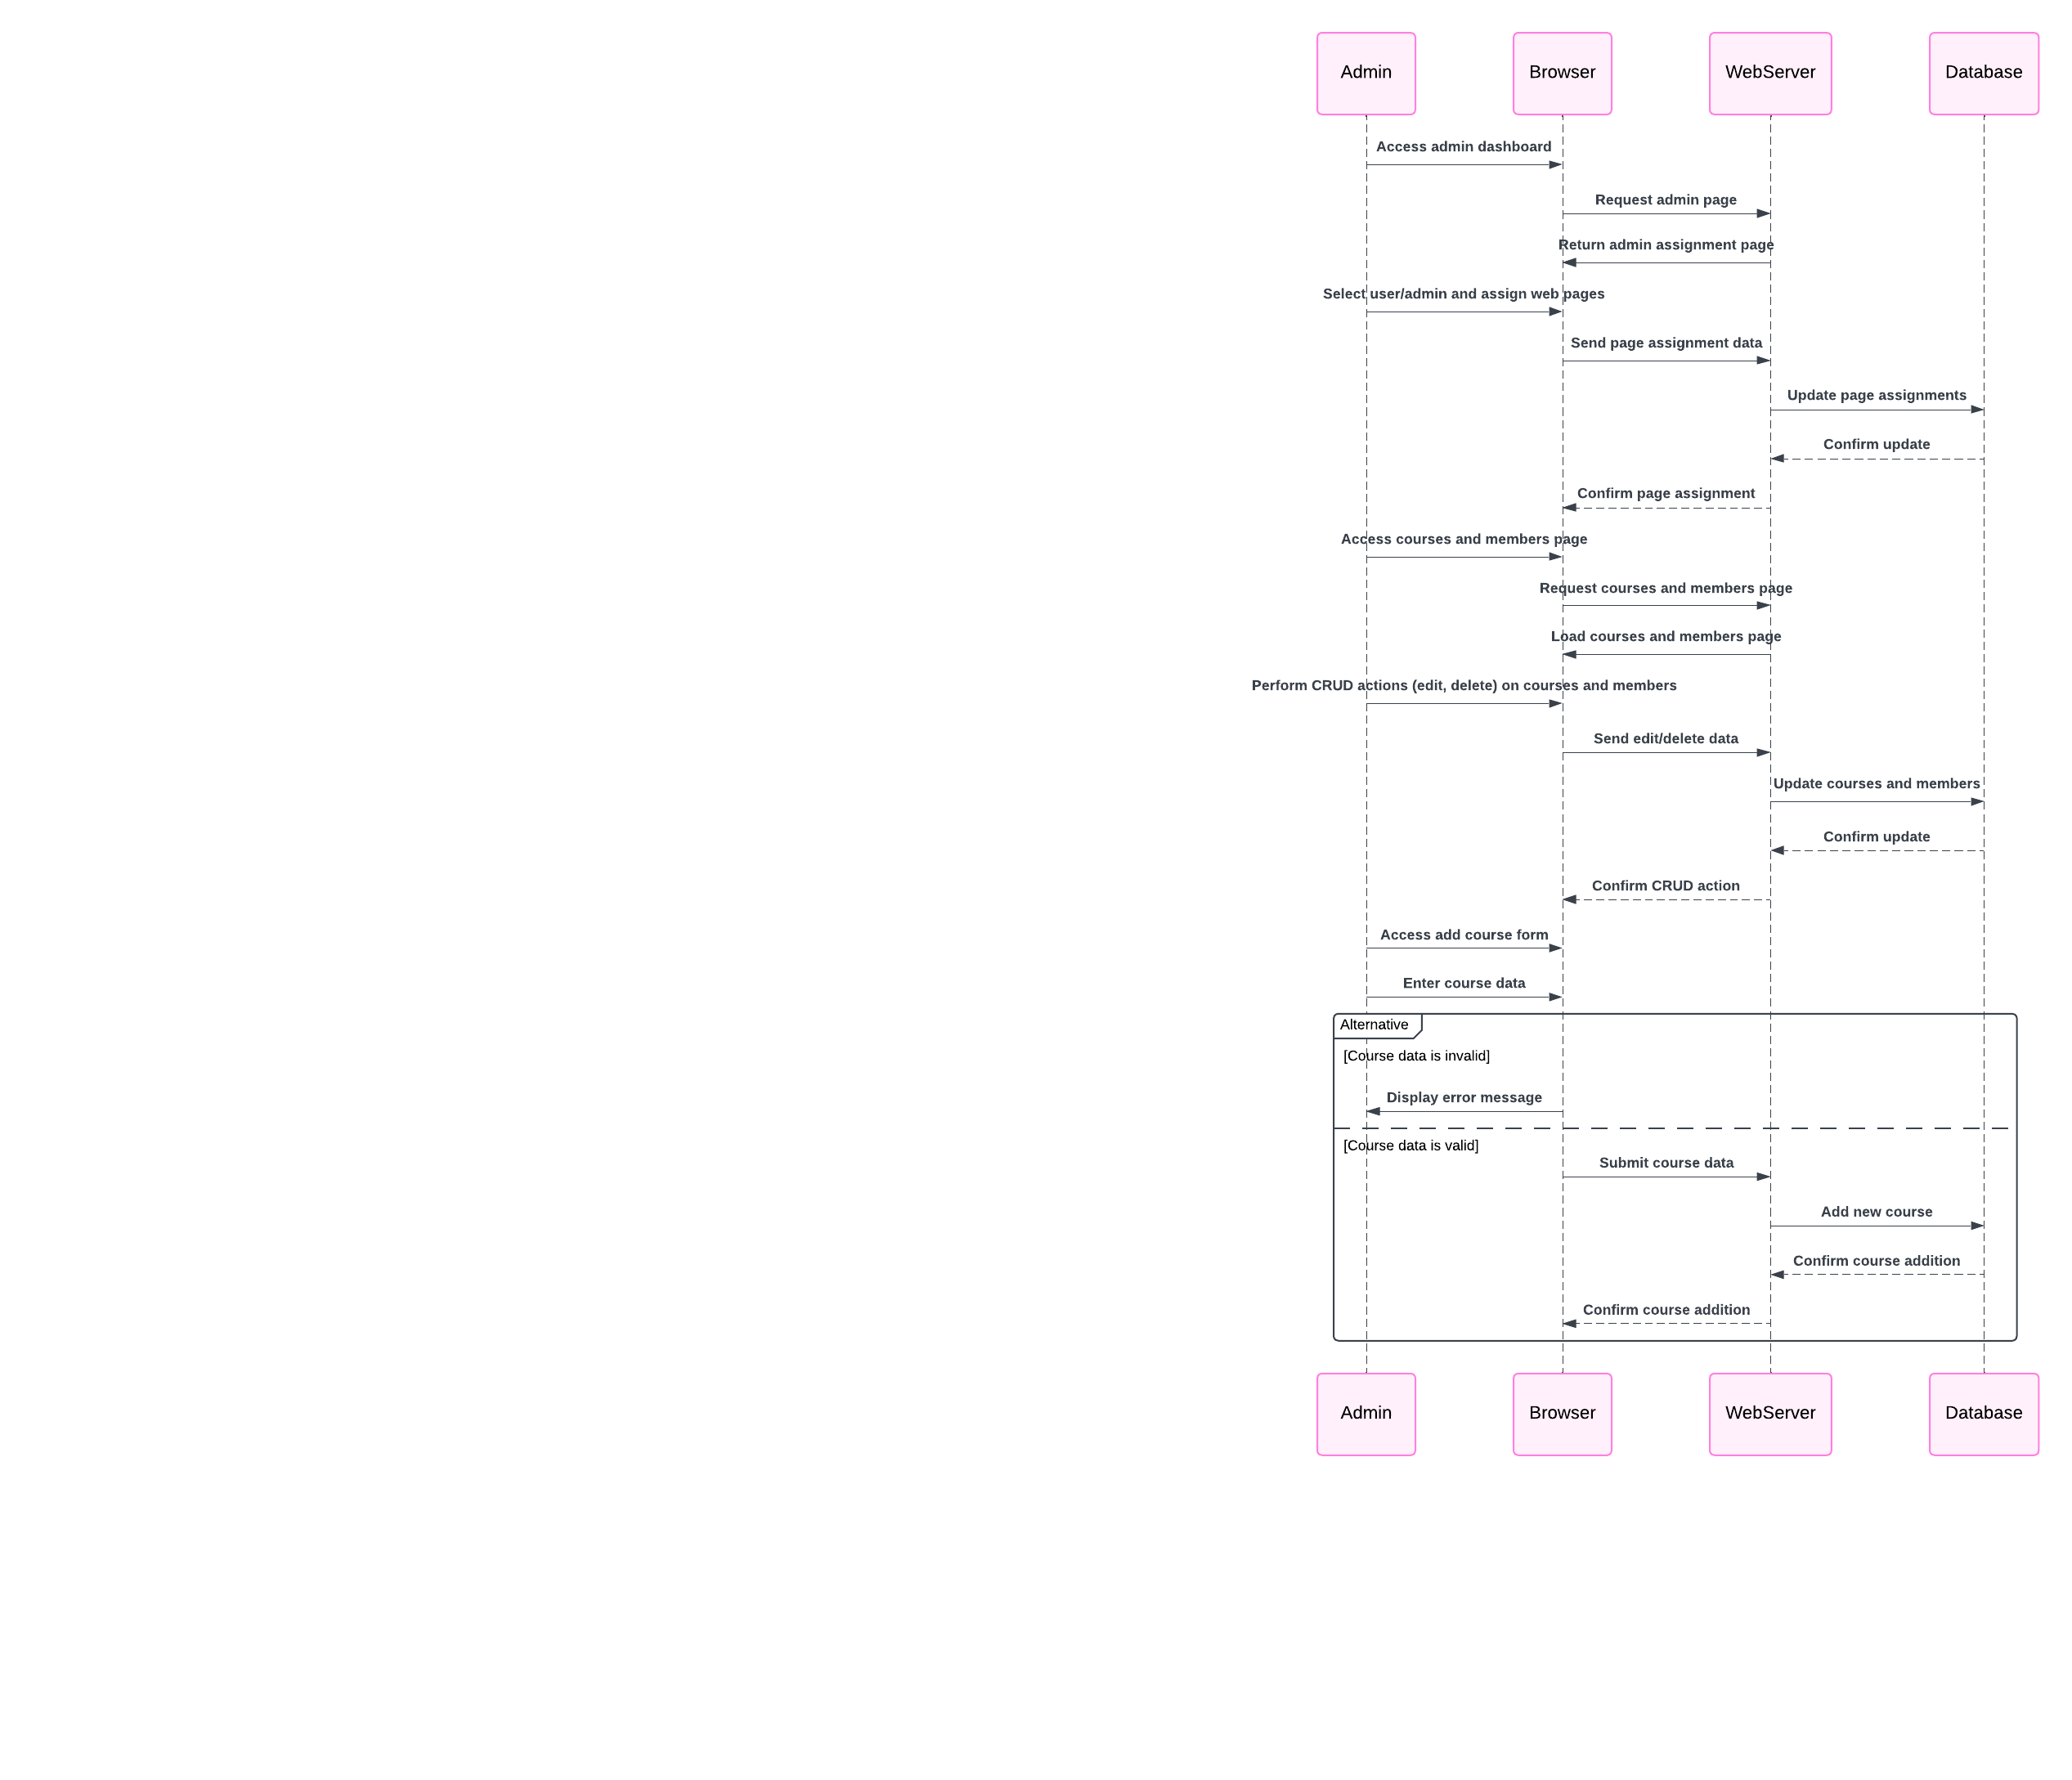 Admin
Browser
WebServer
Database
Access admin dashboard
Request admin page
Return admin assignment page
Select user/admin and assign web pages
Send page assignment data
Update page assignments
Confirm update
Confirm page assignment
Access courses and members page
Request courses and members page
Load courses and members page
Perform CRUD actions (edit, delete) on courses and members
Send edit/delete data
Update courses and members
Confirm update
Confirm CRUD action
Access add course form
Enter course data
Alternative
[Course data is invalid]
Display error message
[Course data is valid]
Submit course data
Add new course
Confirm course addition
Confirm course addition
Admin
Browser
WebServer
Database